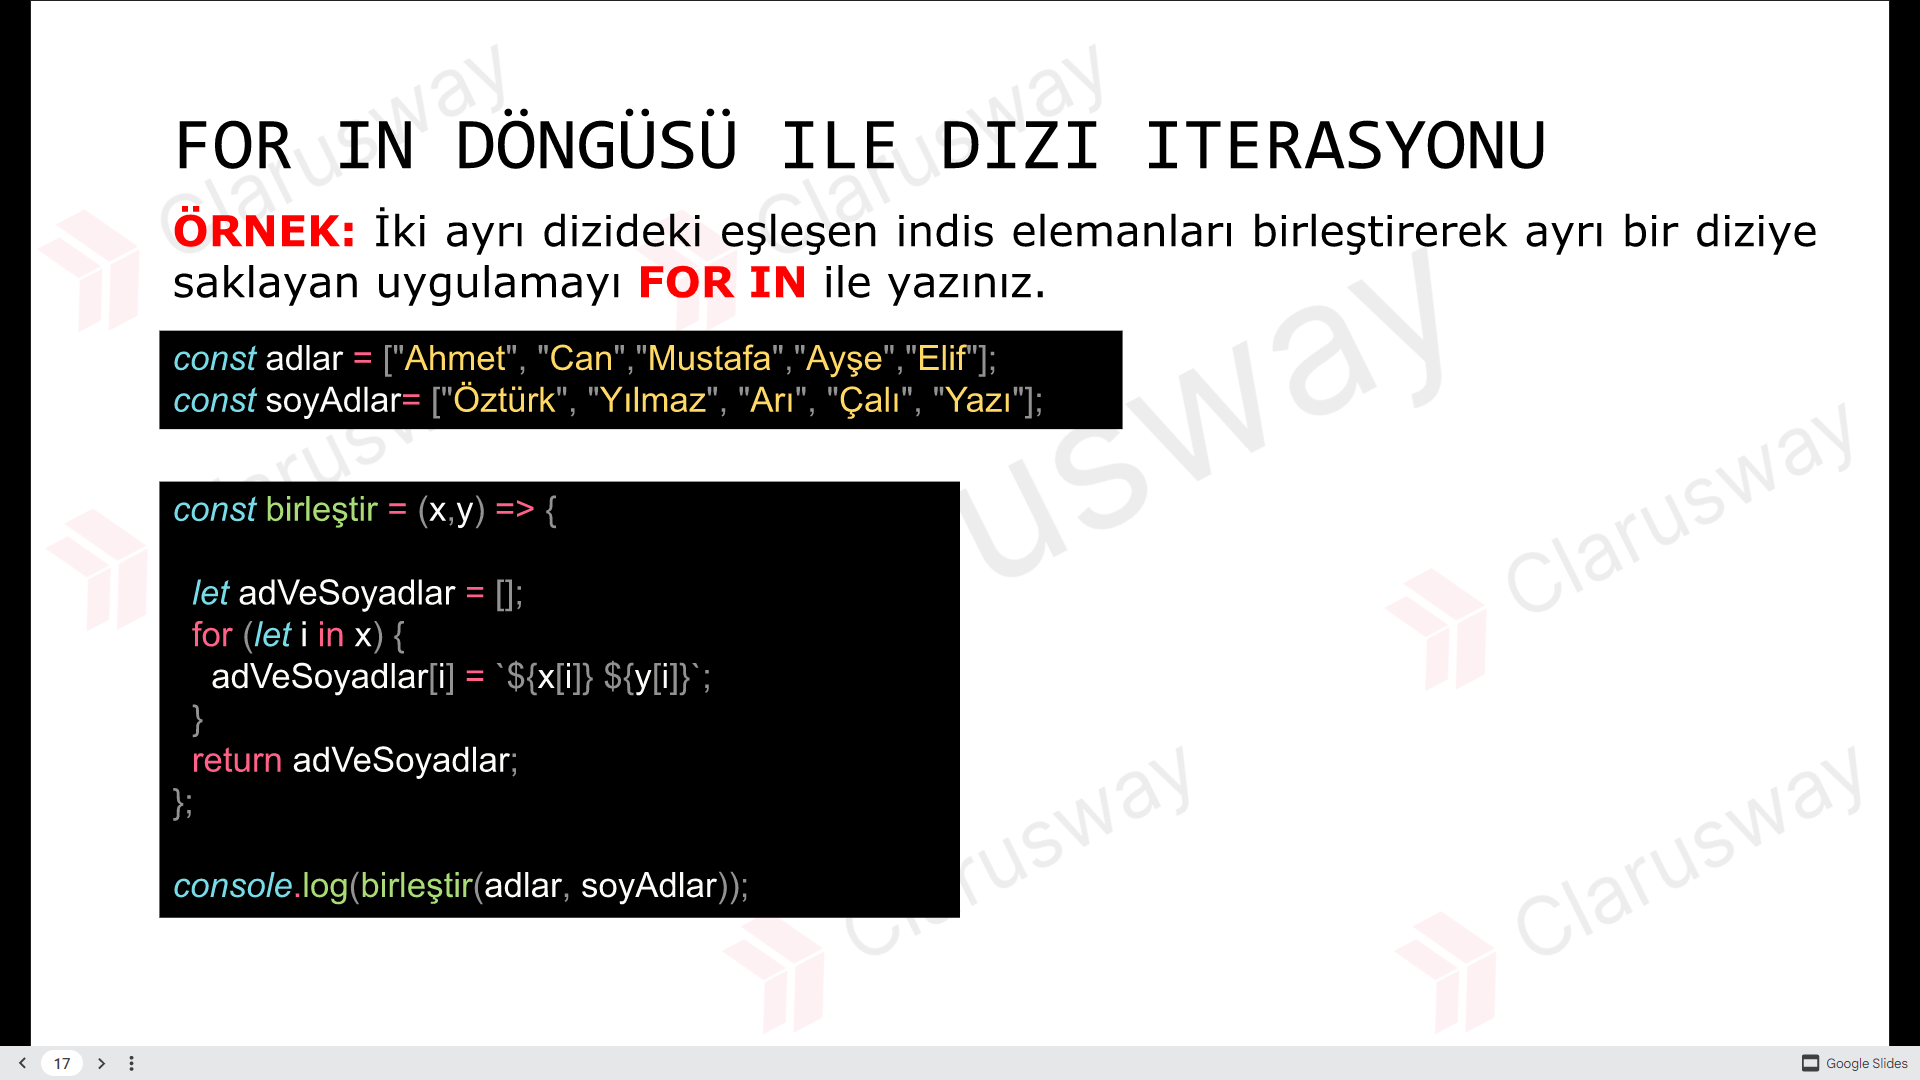 FOR IN DÖNGÜSÜ ILE DIZI ITERASYONU
ÖRNEK: İki ayrı dizideki eşleşen indis elemanları birleştirerek ayrı bir diziye
saklayan uygulamayı FOR IN ile yazınız.
const adlar = ["Ahmet", "Can","Mustafa","Ayşe","Elif"];
const soyAdlar= ["Öztürk", "Yılmaz", "Arı", "Çalı", "Yazı"];
const birleştir = (x,y) => {
let adVeSoyadlar = [];
for (let i in x) {
adVeSoyadlar[i] = `${x[i]} ${y[i]}`;
}
return adVeSoyadlar;
};
console.log(birleştir(adlar, soyAdlar));
Clarusway
Clarusway
Clarusway
Clarusway
Clarusway
17
Google Slides